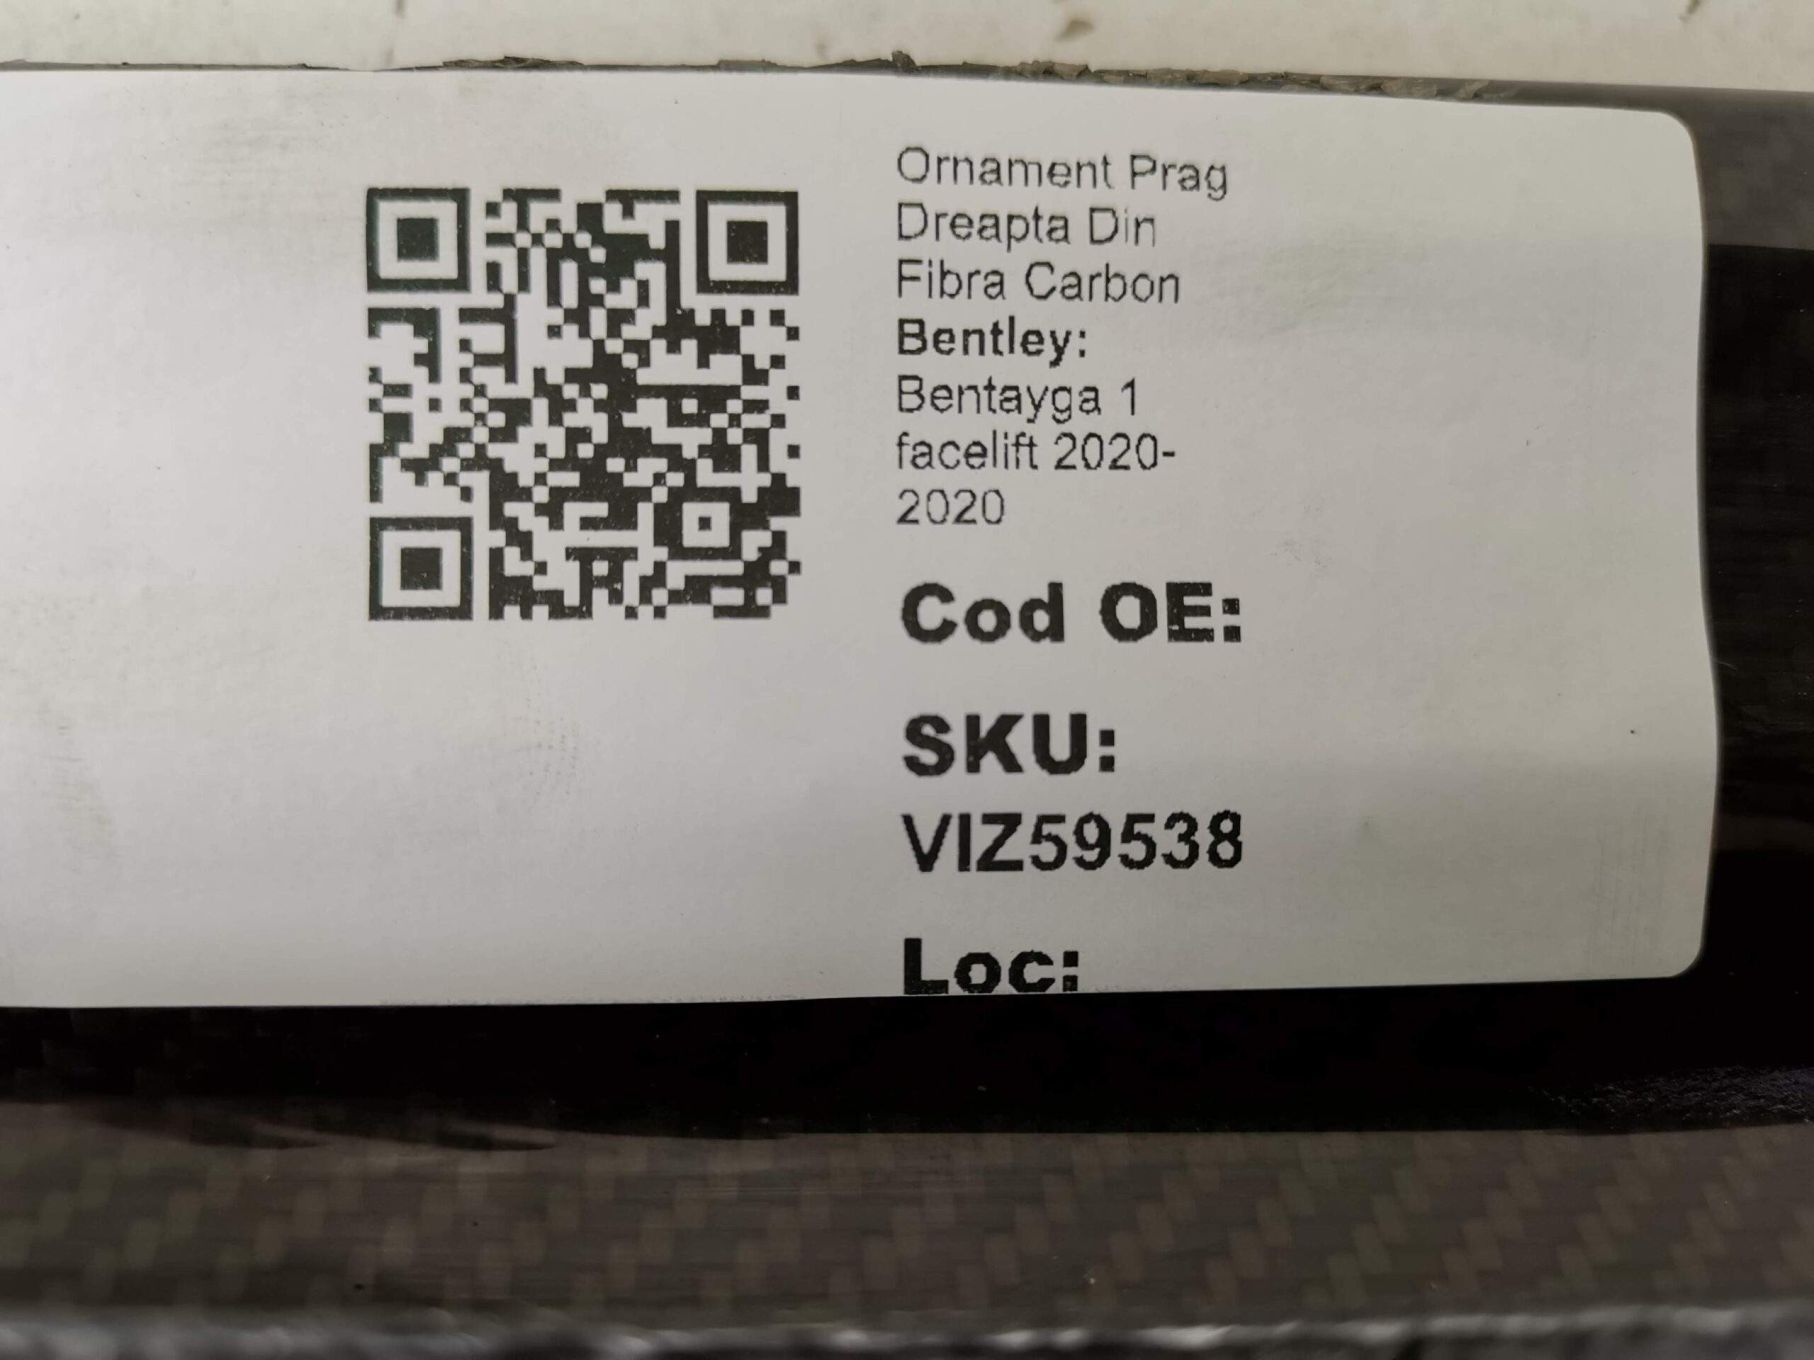 Ornament Prag
Dreapta Din
Fibra Carbon
Bentley:
Bentayga 1
facelift 2020-
2020
Cod OE:
SKU:
VIZ59538
Loc: